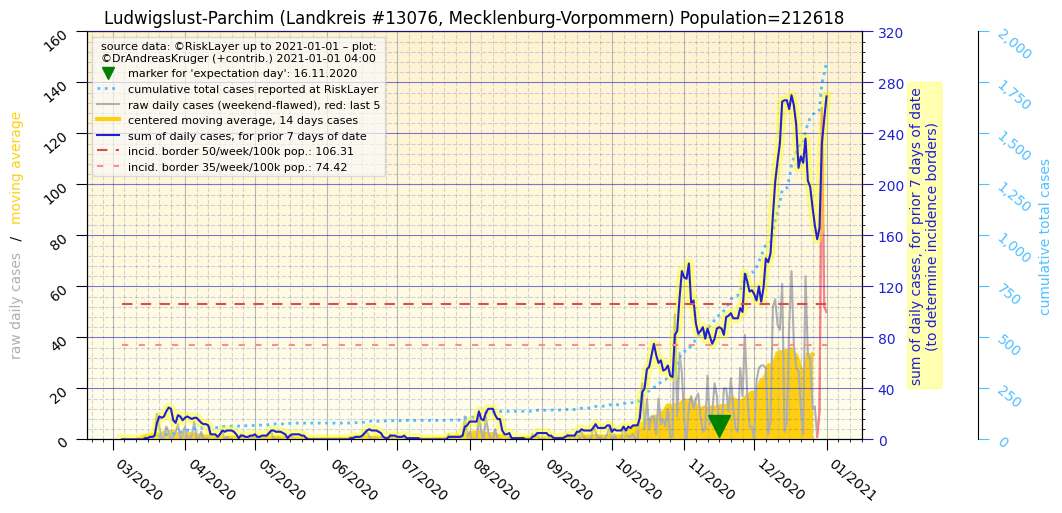 Ludwigslust-Parchim (Landkreis #13076, Mecklenburg-Vorpommern) Population=212618
source data: ©RiskLayer up to 2021-01-01 – plot:
©DrAndreasKruger (+contrib.) 2021-01-01 04:00
marker for 'expectation day': 16.11.2020
cumulative total cases reported at RiskLayer
raw daily cases (weekend-flawed), red: last 5
centered moving average, 14 days cases
sum of daily cases, for prior 7 days of date
incid. border 50/week/100k pop.: 106.31
incid. border 35/week/100k pop.: 74.42
raw daily cases / moving average
160
140
120
100
80
60
40
20
0
320
280
240
200
160
120
80
40
0
sum of daily cases, for prior 7 days of date
(to determine incidence borders)
2,000
1,750
1,500
1,250
1,000
750
500
250
0
cumulative total cases
03/2020
04/2020
05/2020
06/2020
07/2020
08/2020
09/2020
10/2020
11/2020
12/2020
01/2021